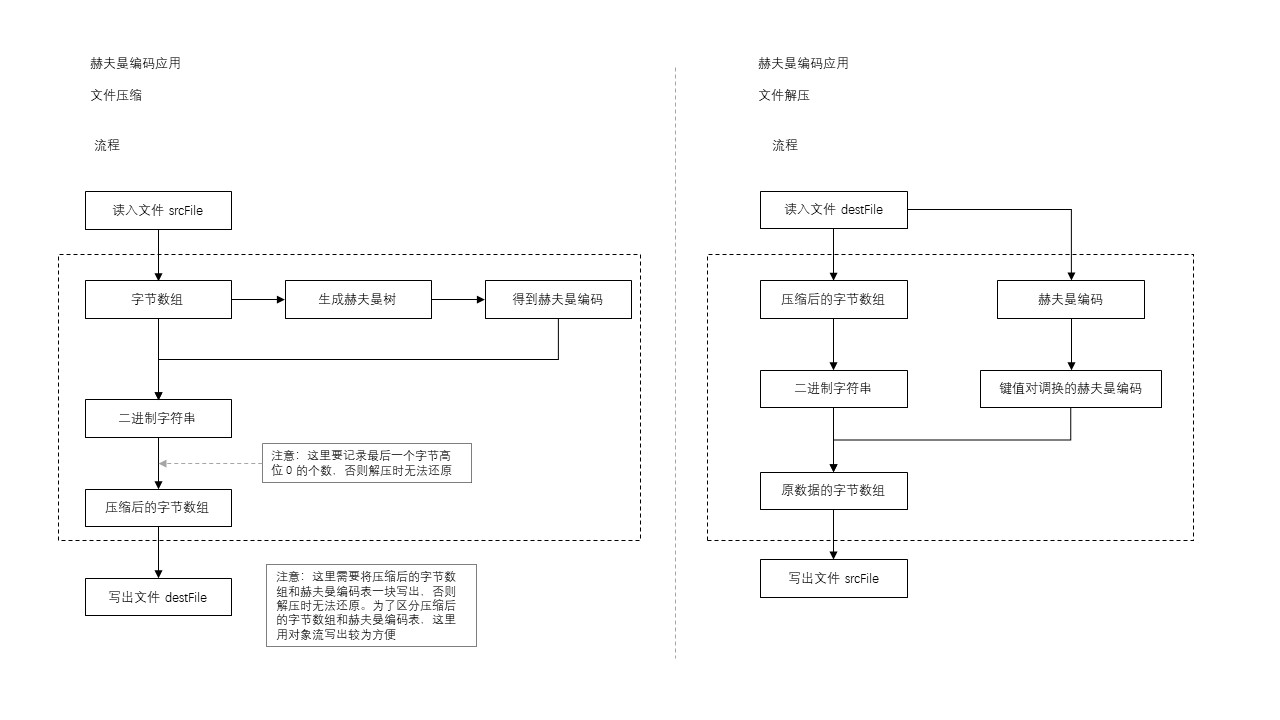 赫夫曼编码应用
文件压缩
流程
读入文件 srcFile
字节数组
生成赫夫曼树
得到赫夫曼编码
二进制字符串
注意：这里要记录最后一个字节高
位 0 的个数，否则解压时无法还原
压缩后的字节数组
写出文件 destFile
注意：这里需要将压缩后的字节数
组和赫夫曼编码表一块写出，否则
解压时无法还原。为了区分压缩后
的字节数组和赫夫曼编码表，这里
用对象流写出较为方便
赫夫曼编码应用
文件解压
流程
读入文件 destFile
压缩后的字节数组
赫夫曼编码
二进制字符串
键值对调换的赫夫曼编码
原数据的字节数组
写出文件 srcFile